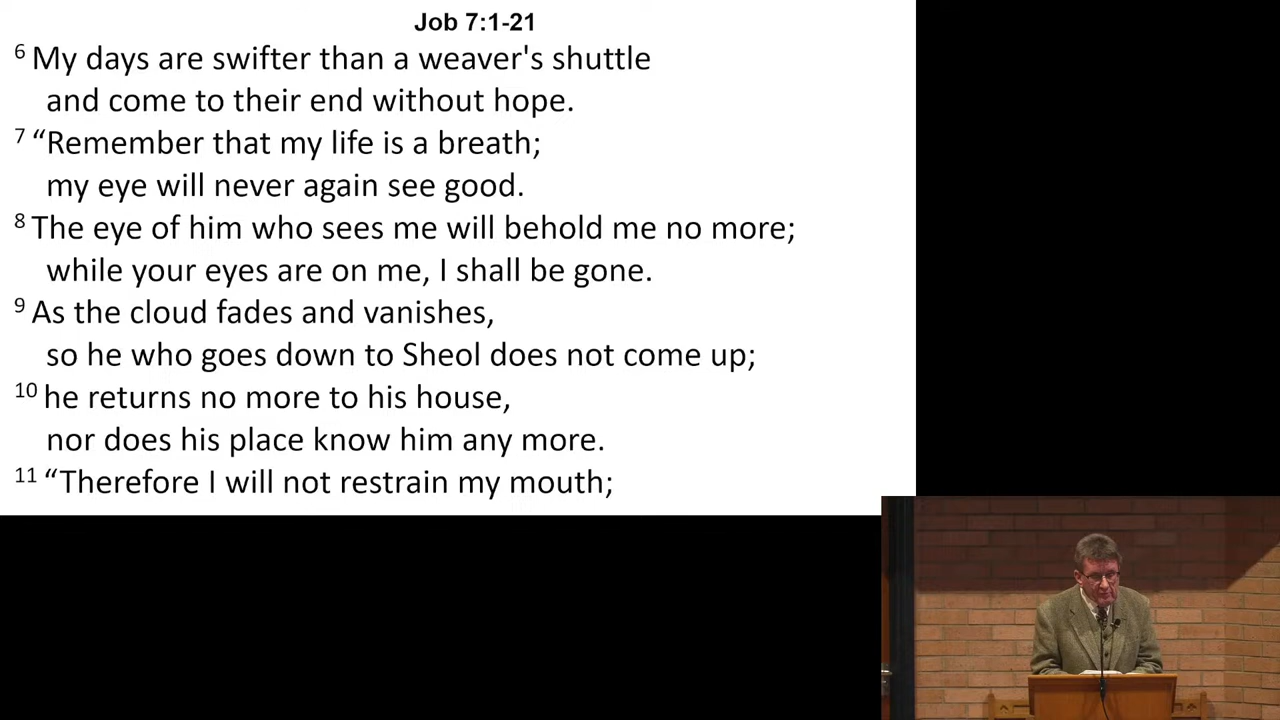 Job 7:1-21
6 My days are swifter than a weaver's shuttle
and come to their end without hope.
7 “Remember that my life is a breath;
my eye will never again see good.
8 The eye of him who sees me will behold me no more;
while your eyes are on me, I shall be gone.
9 As the cloud fades and vanishes,
so he who goes down to Sheol does not come up;
10 he returns no more to his house,
nor does his place know him any more.
11 “Therefore I will not restrain my mouth;